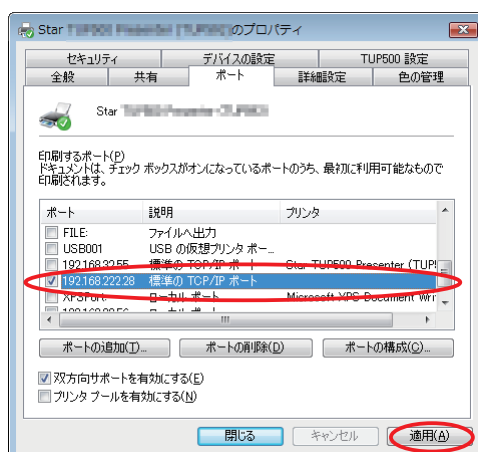 Star のプロパティ
セキュリティ デバイスの設定 TUP500 設定
全般 共有 ポート 詳細設定 色の管理
Star
印刷するポート(P)
ドキュメントは、チェック ボックスがオンになっているポートのうち、最初に利用可能なもので
印刷されます。
ポート 説明 プリンタ
FILE: ファイルへ出力
USB001 USB の仮想プリンタ ポー...
192.168.32.55 標準の TCP/IP ポート Star TUP500 Presenter (TUP!
192.168.222.28 標準の TCP/IP ポート
XPSPort: ローカル ポート Microsoft XPS Document Wri
ポートの追加(T)... ポートの削除(D) ポートの構成(C)...
双方向サポートを有効にする(E)
プリンタ プールを有効にする(N)
閉じる キャンセル 適用(A)